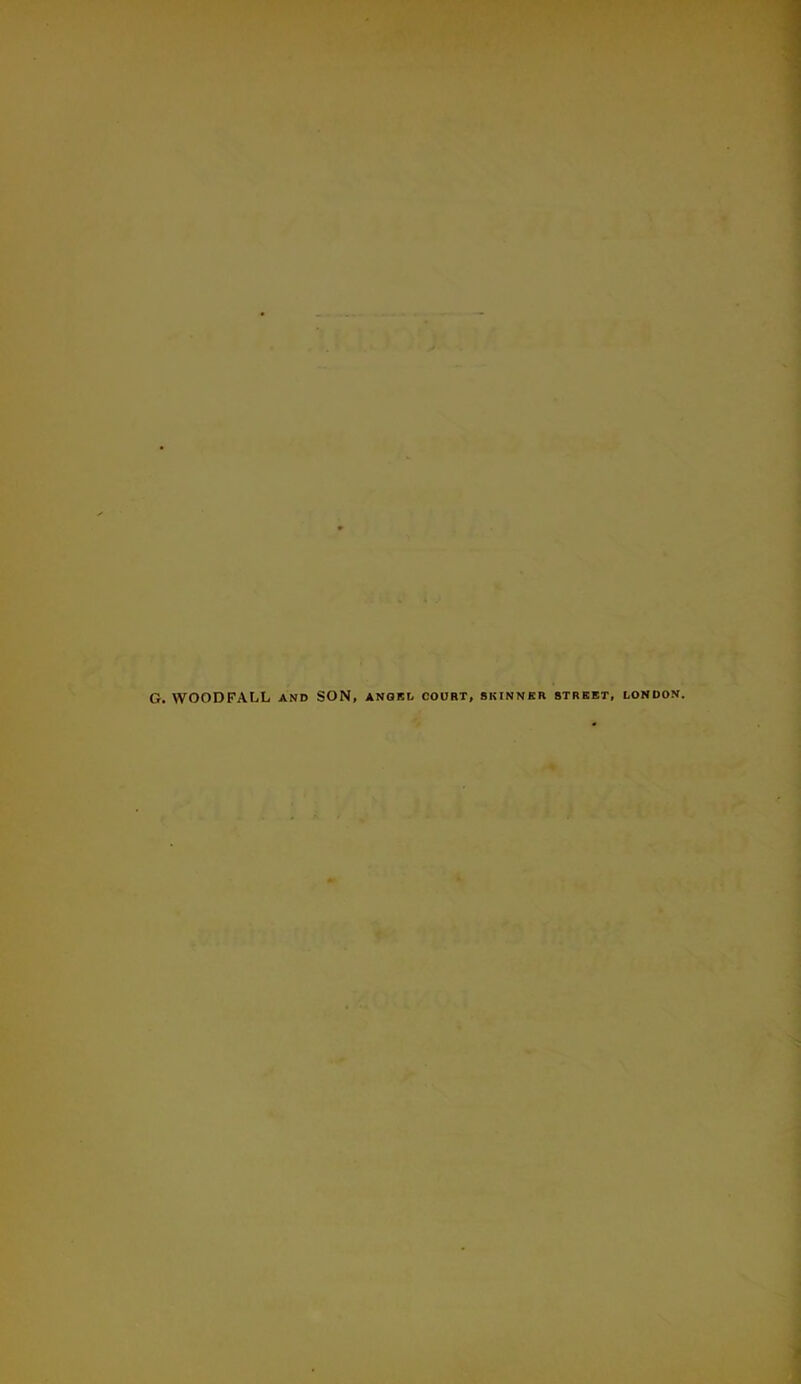 G. WOODFALL AND SON, ANGEL COURT, SKINNER STREET, LONDON.